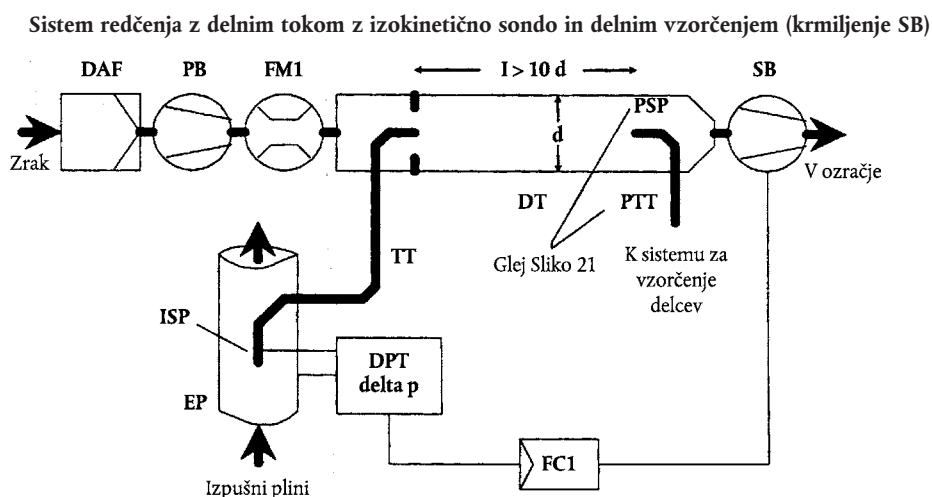 Sistem redčenja z delnim tokom z izokinetično sondo in delnim vzorčenjem (krmiljenje SB)
DAF
PB
FM1
l > 10 d
SB
Zrak
d
PSP
V ozračje
DT
PTT
TT
Glej Sliko 21
K sistemu za
vzorčenje
delcev
ISP
DPT
delta p
EP
FC1
Izpušni plini